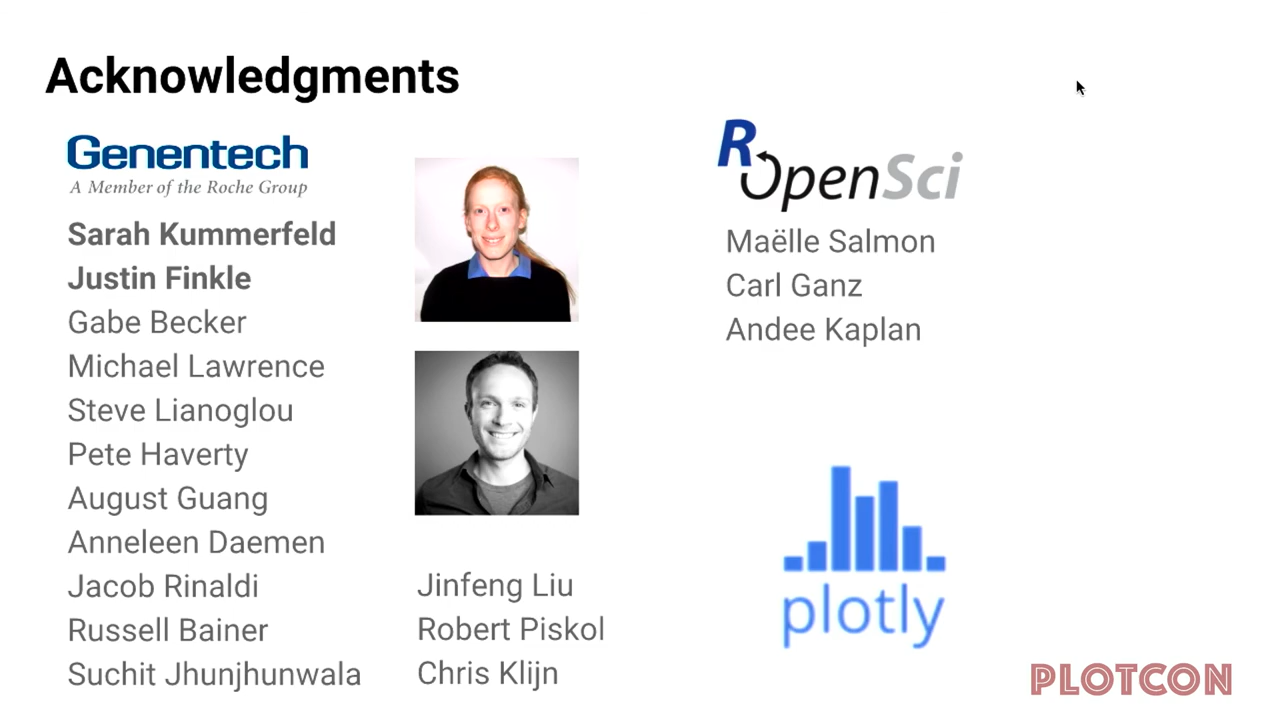 Acknowledgments
Genentech
A Member of the Roche Group
Sarah Kummerfeld
Justin Finkle
Gabe Becker
Michael Lawrence
Steve Lianoglou
Pete Haverty
August Guang
Anneleen Daemen
Jacob Rinaldi
Russell Bainer
Suchit Jhunjhunwala
Jinfeng Liu
Robert Piskol
Chris Klijn
ROpenSci
Maëlle Salmon
Carl Ganz
Andee Kaplan
plotly
PLOTCON